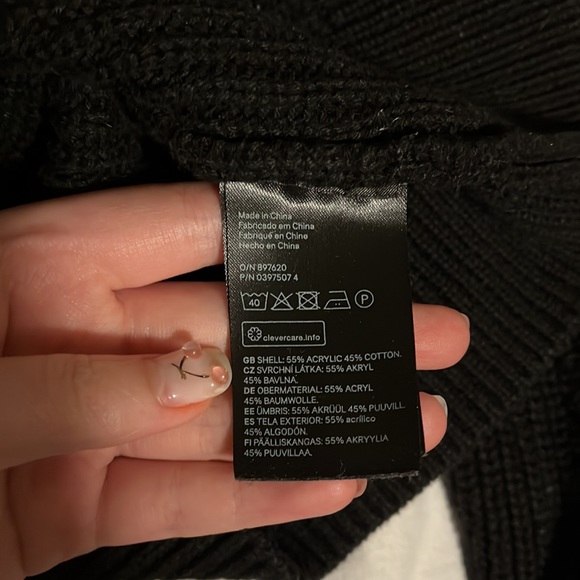 Made in China
Fabricado em China
Fabriqué en Chine
Hecho en China
O/N 897620
P/N 0397507 4
40 P
clevercare.info
GB SHELL: 55% ACRYLIC 45% COTTON.
CZ SVRCHNÍ LÁTKA: 55% AKRYL
45% BAVLNA.
DE OBERMATERIAL: 55% ACRYL
45% BAUMWOLLE.
EE ÜMBRIS: 55% AKRÜÜL 45% PUUVILL.
ES TELA EXTERIOR: 55% acrílico
45% ALGODÓN.
FI PÄÄLLISKANGAS: 55% AKRYYLIA
45% PUUVILLAA.